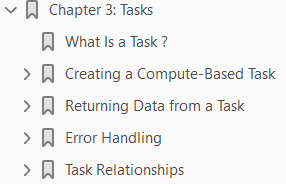 Chapter 3: Tasks
What Is a Task ?
Creating a Compute-Based Task
Returning Data from a Task
Error Handling
Task Relationships